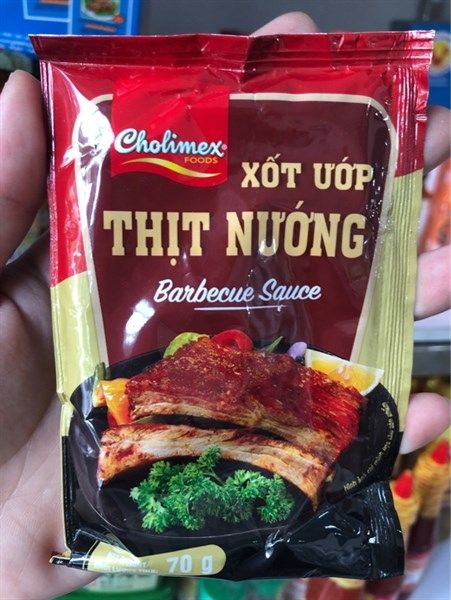 Cholimex
FOODS
XỐT ƯỚP
THỊT NƯỚNG
Barbecue Sauce
70 g